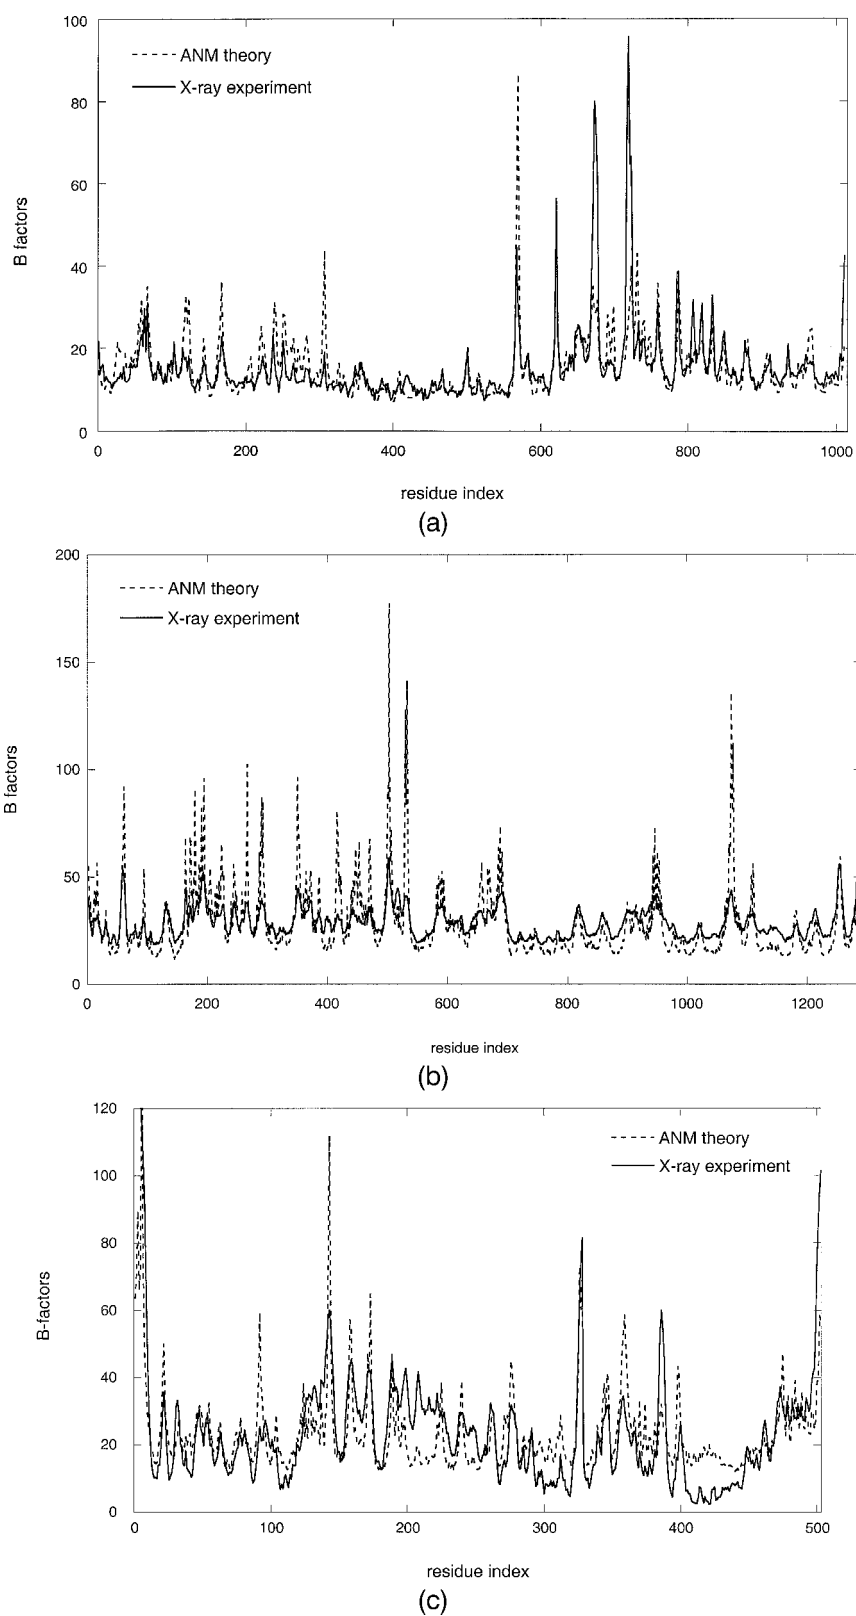 100
80
60
40
20
0
B factors
ANM theory
X-ray experiment
0 200 400 600 800 1000
residue index
(a)
200
150
100
50
0
B factors
ANM theory
X-ray experiment
0 200 400 600 800 1000 1200
residue index
(b)
120
100
80
60
40
20
0
B-factors
ANM theory
X-ray experiment
0 100 200 300 400 500
residue index
(c)